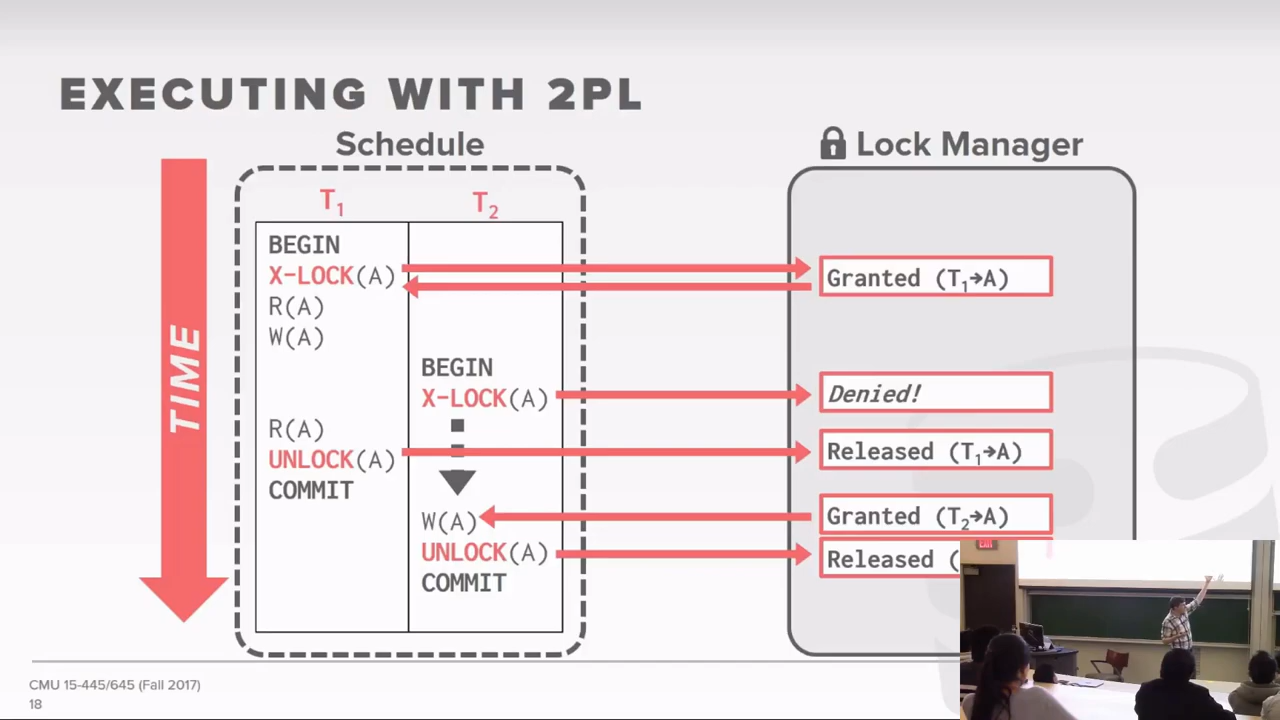 EXECUTING WITH 2PL
Schedule
Lock Manager
TIME
T1
T2
BEGIN
X-LOCK(A)
R(A)
W(A)
BEGIN
X-LOCK(A)
R(A)
UNLOCK(A)
COMMIT
W(A)
UNLOCK(A)
COMMIT
Granted (T1→A)
Denied!
Released (T1→A)
Granted (T2→A)
Released (
EXIT
CMU 15-445/645 (Fall 2017)
18